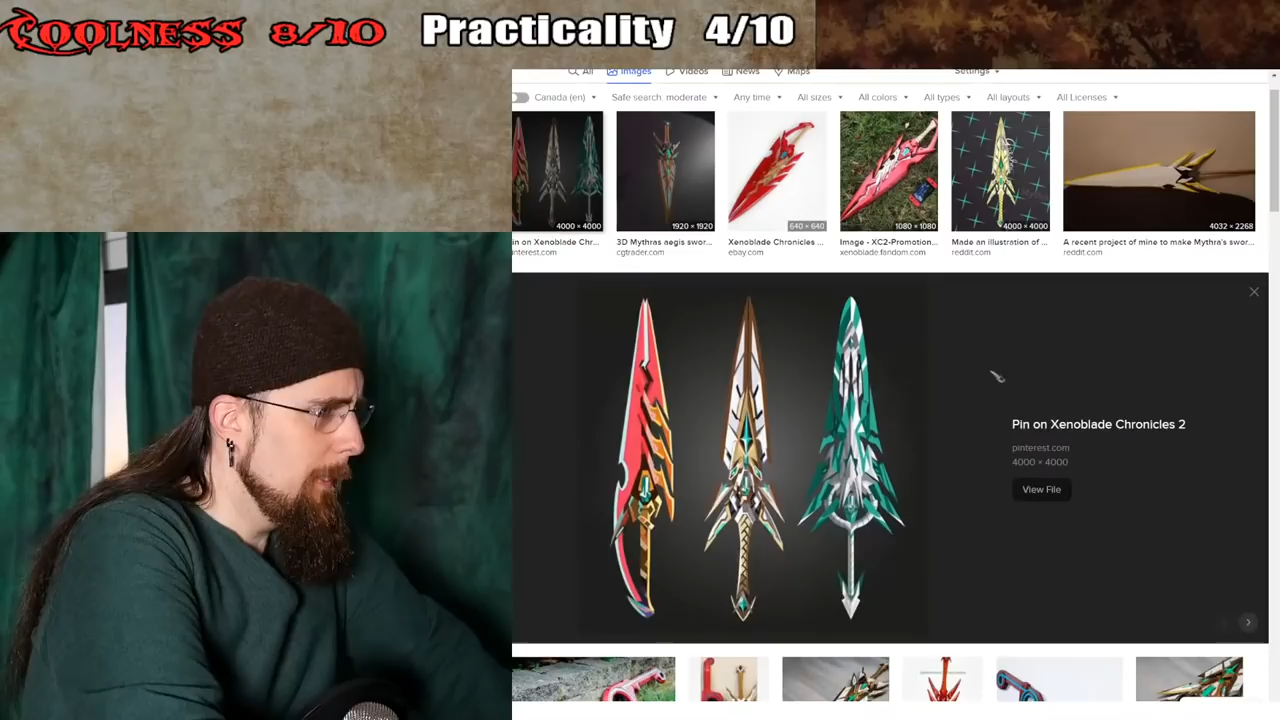 COOLNESS 8/10 Practicality 4/10
All Images Videos News Maps Settings
Canada (en) Safe search: moderate Any time All sizes All colors All types All layouts All Licenses
4000 × 4000 1920 × 1920 640 × 640 1080 × 1080 4000 × 4000 4032 × 2268
in on Xenoblade Chr... 3D Mythras aegis swor... Xenoblade Chronicles ... Image - XC2-Promotion... Made an illustration of ... A recent project of mine to make Mythra's swor...
interest.com cgtrader.com ebay.com xenoblade.fandom.com reddit.com reddit.com
Pin on Xenoblade Chronicles 2
pinterest.com
4000 × 4000
View File